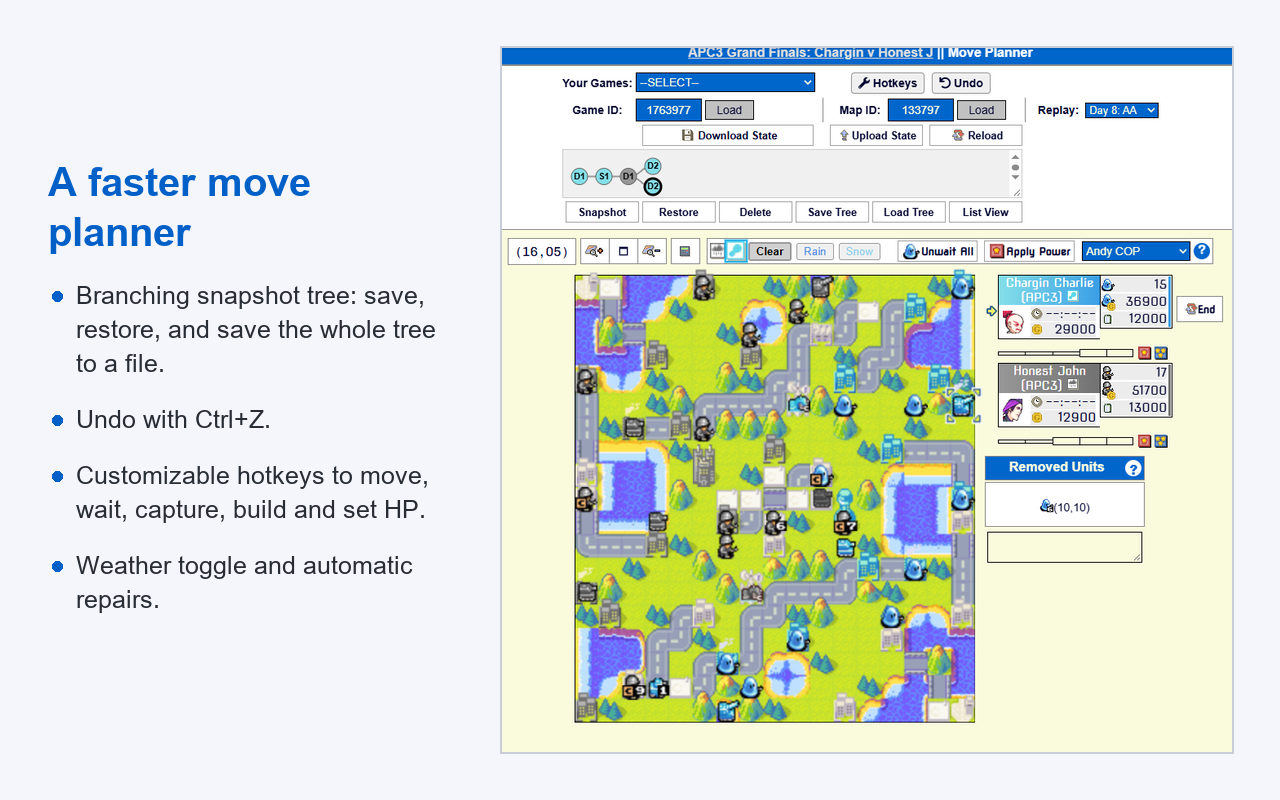 A faster move
planner
Branching snapshot tree: save,
restore, and save the whole tree
to a file.
Undo with Ctrl+Z.
Customizable hotkeys to move,
wait, capture, build and set HP.
Weather toggle and automatic
repairs.
APC3 Grand Finals: Chargin v Honest J || Move Planner
Your Games: --SELECT-- Hotkeys Undo
Game ID: 1763977 Load Map ID: 133797 Load Replay: Day 8: AA
Download State Upload State Reload
D2
D1 S1 D1
D2
Snapshot Restore Delete Save Tree Load Tree List View
(16,05) Clear Rain Snow Unwait All Apply Power Andy COP ?
Chargin Charlie
(APC3)
15
36900
12000
--:--:--
29000
End
Honest John
(APC3)
17
51700
13000
--:--:--
12900
Removed Units ?
(10,10)
C
C
6
C7
C9
1